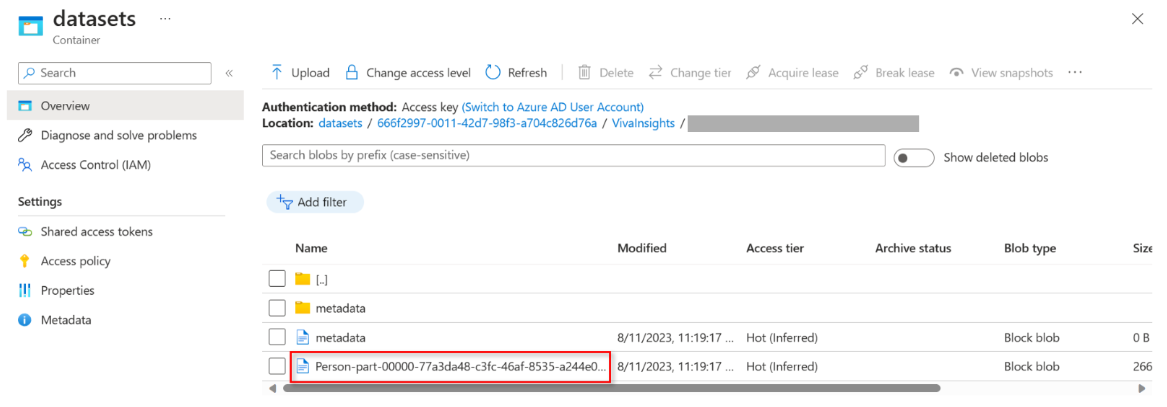 datasets ...
Container
Search «
Overview
Diagnose and solve problems
Access Control (IAM)
Settings
Shared access tokens
Access policy
Properties
Metadata
Upload Change access level Refresh Delete Change tier Acquire lease Break lease View snapshots ...
Authentication method: Access key (Switch to Azure AD User Account)
Location: datasets / 666f2997-0011-42d7-98f3-a704c826d76a / VivaInsights /
Search blobs by prefix (case-sensitive) Show deleted blobs
Add filter
Name Modified Access tier Archive status Blob type Size
[..]
metadata
metadata 8/11/2023, 11:19:17 ... Hot (Inferred) Block blob 0 B
Person-part-00000-77a3da48-c3fc-46af-8535-a244e0... 8/11/2023, 11:19:17 ... Hot (Inferred) Block blob 266